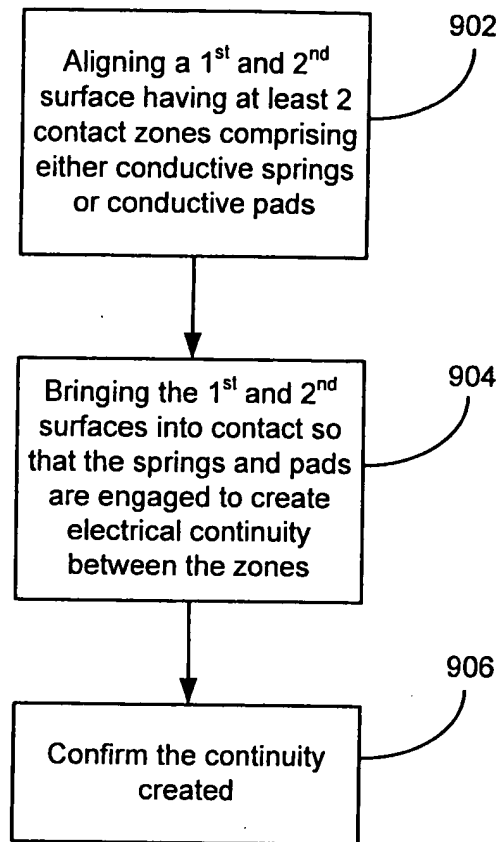 902
Aligning a 1st and 2nd
surface having at least 2
contact zones comprising
either conductive springs
or conductive pads
904
Bringing the 1st and 2nd
surfaces into contact so
that the springs and pads
are engaged to create
electrical continuity
between the zones
906
Confirm the continuity
created